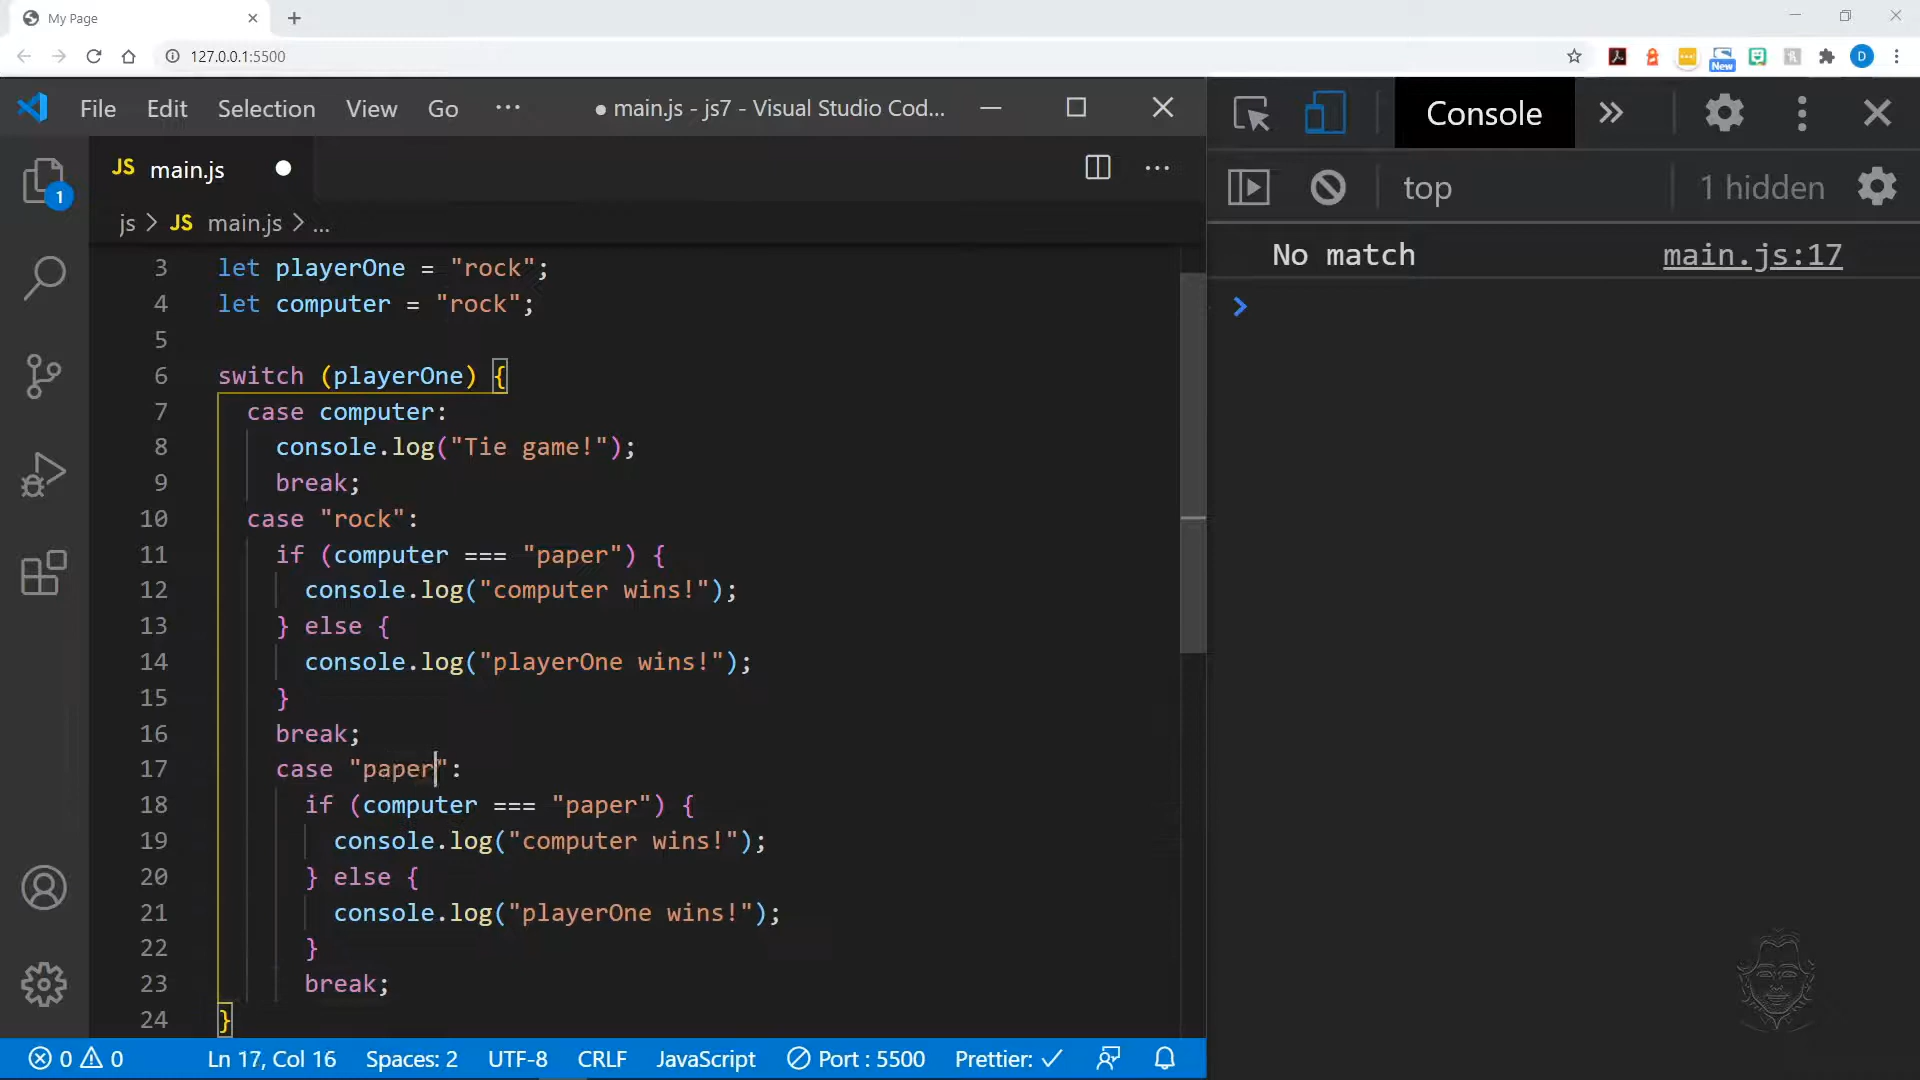 My Page
127.0.0.1:5500
New
D
File Edit Selection View Go ··· ● main.js - js7 - Visual Studio Cod...
Console
JS main.js
top
1 hidden
1
js > JS main.js > ...
No match main.js:17
3 let playerOne = "rock";
4 let computer = "rock";
5
6 switch (playerOne) {
7 case computer:
8 console.log("Tie game!");
9 break;
10 case "rock":
11 if (computer === "paper") {
12 console.log("computer wins!");
13 } else {
14 console.log("playerOne wins!");
15 }
16 break;
17 case "paper":
18 if (computer === "paper") {
19 console.log("computer wins!");
20 } else {
21 console.log("playerOne wins!");
22 }
23 break;
24 }
0 0 Ln 17, Col 16 Spaces: 2 UTF-8 CRLF JavaScript Port : 5500 Prettier: ✓